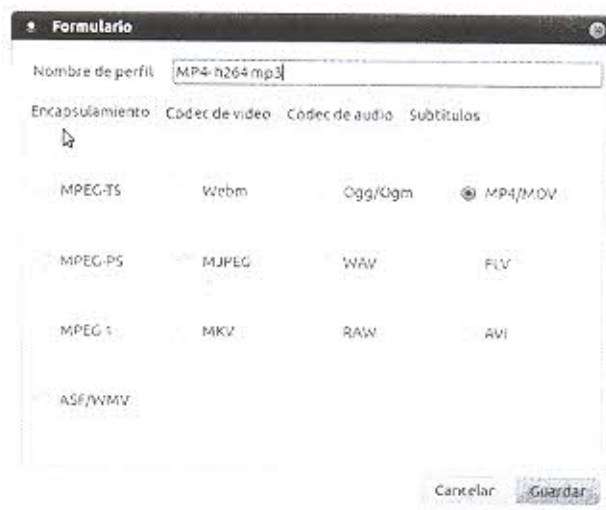 Formulario
Nombre de perfil MP4- h264 mp3
Encapsulamiento Codec de video Codec de audio Subtitulos
MPEG-TS Webm Ogg/Ogm MP4/MOV
MPEG-PS MJPEG WAV FLV
MPEG 1 MKV RAW AVI
ASF/WMV
Cancelar Guardar